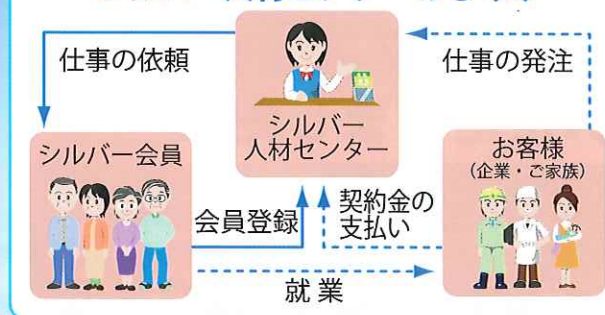 仕事の依頼
仕事の発注
シルバー
人材センター
シルバー会員
お客様
(企業・ご家族)
会員登録
契約金の
支払い
就業